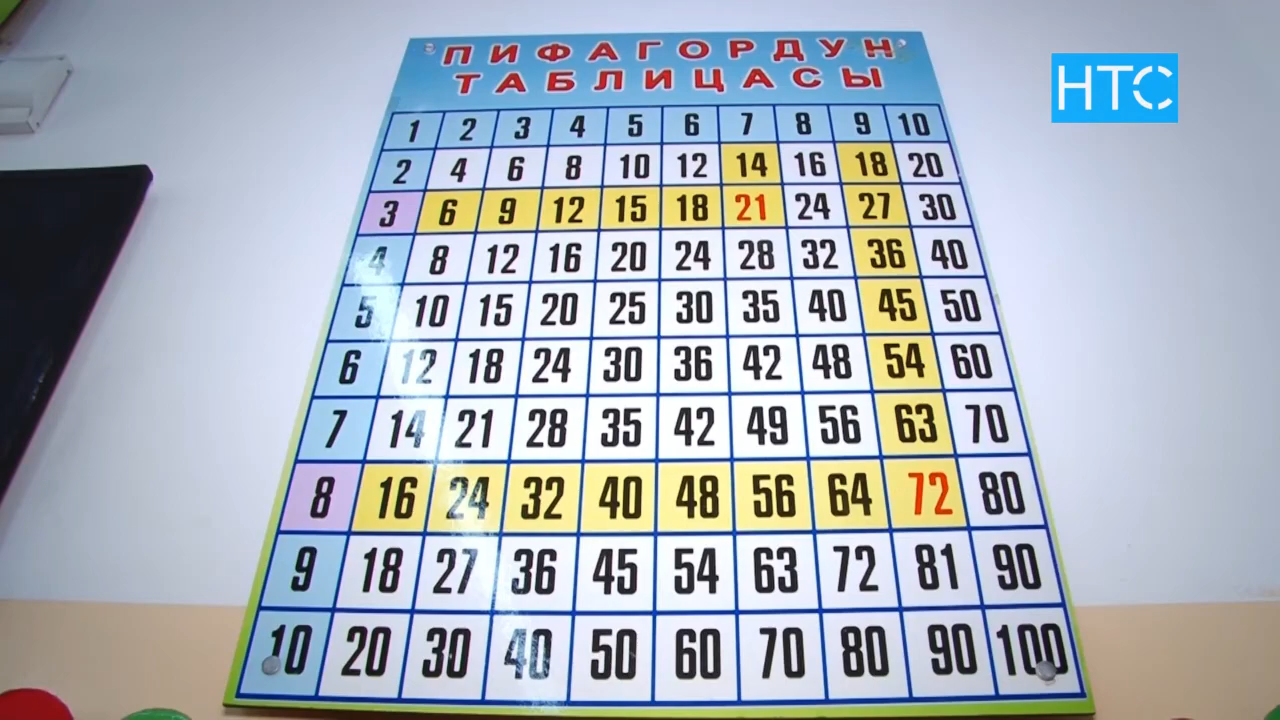 ПИФАГОРДУН
ТАБЛИЦАСЫ
НТС
1 2 3 4 5 6 7 8 9 10
2 4 6 8 10 12 14 16 18 20
3 6 9 12 15 18 21 24 27 30
4 8 12 16 20 24 28 32 36 40
5 10 15 20 25 30 35 40 45 50
6 12 18 24 30 36 42 48 54 60
7 14 21 28 35 42 49 56 63 70
8 16 24 32 40 48 56 64 72 80
9 18 27 36 45 54 63 72 81 90
10 20 30 40 50 60 70 80 90 100